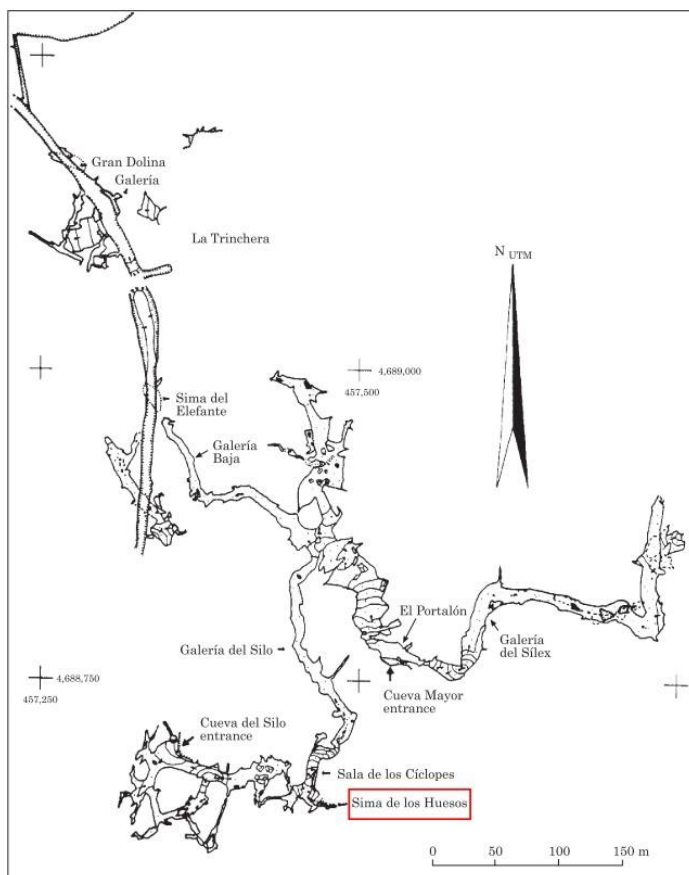 Gran Dolina
Galería
La Trinchera
N UTM
4,689,000
457,500
Sima del
Elefante
Galería
Baja
El Portalón
Galería del Silo
Galería
del Sílex
4,688,750
457,250
Cueva Mayor
entrance
Cueva del Silo
entrance
Sala de los Cíclopes
Sima de los Huesos
0 50 100 150 m